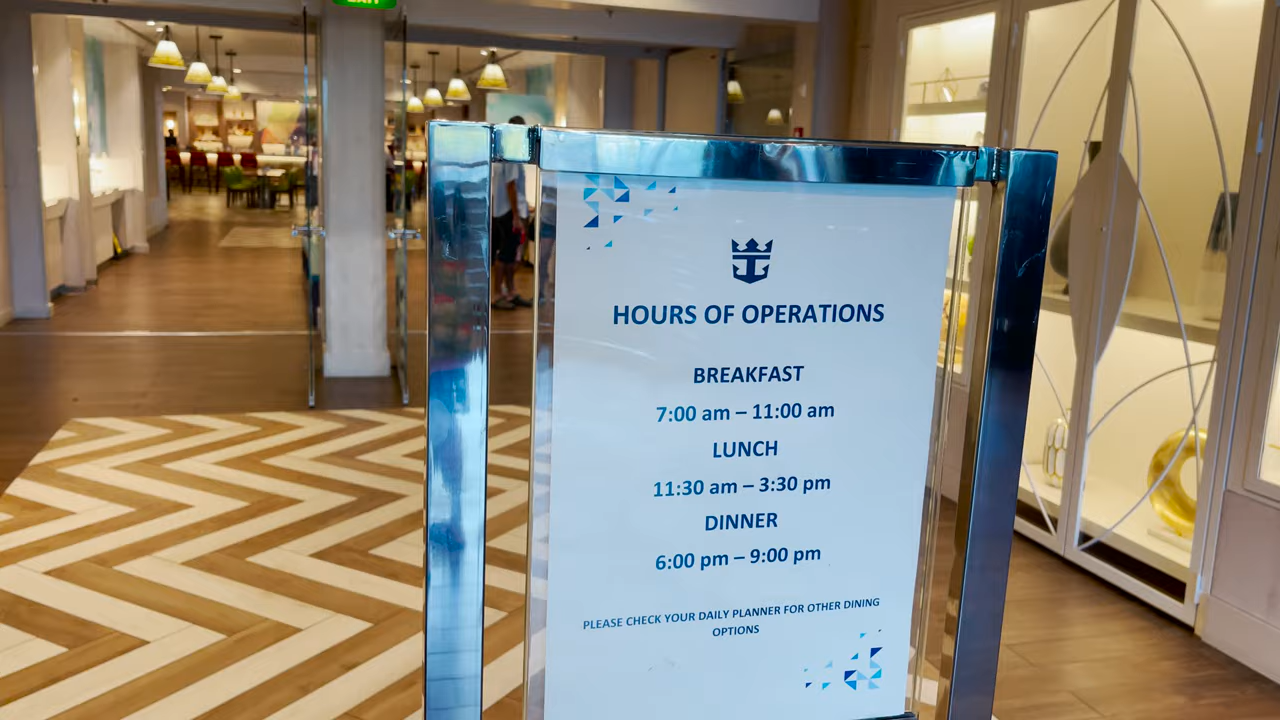 EXIT
HOURS OF OPERATIONS
BREAKFAST
7:00 am – 11:00 am
LUNCH
11:30 am – 3:30 pm
DINNER
6:00 pm – 9:00 pm
PLEASE CHECK YOUR DAILY PLANNER FOR OTHER DINING
OPTIONS